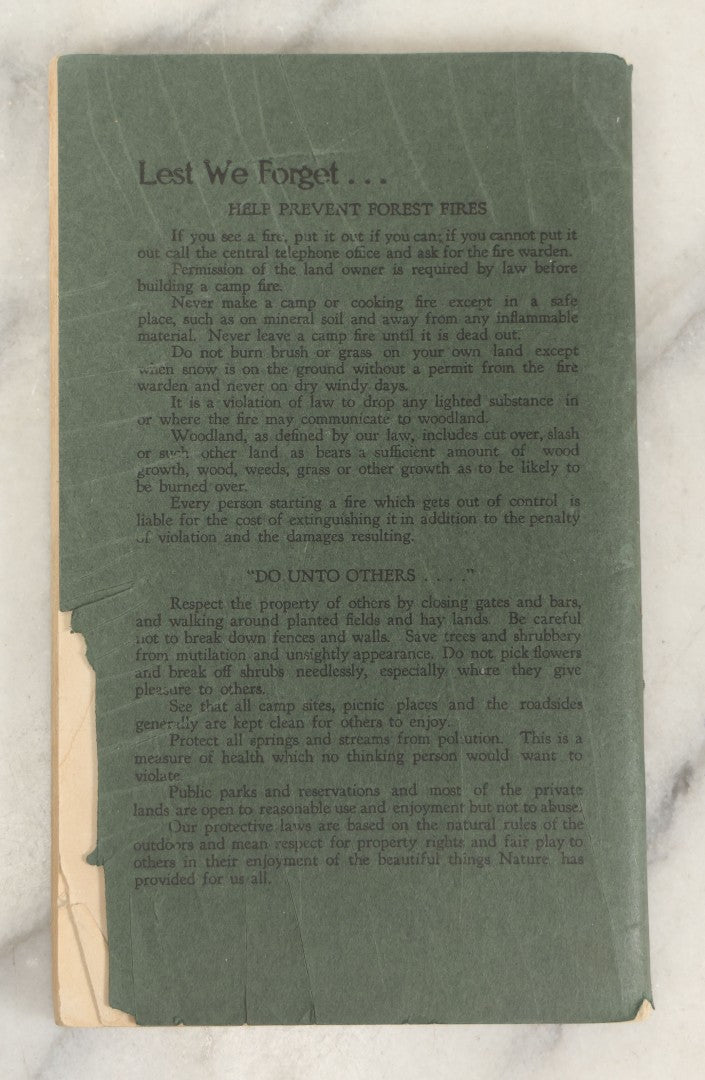 Lest We Forget . . .
HELP PREVENT FOREST FIRES
If you see a fire, put it out if you can; if you cannot put it
out call the central telephone office and ask for the fire warden.
Permission of the land owner is required by law before
building a camp fire.
Never make a camp or cooking fire except in a safe
place, such as on mineral soil and away from any inflammable
material. Never leave a camp fire until it is dead out.
Do not burn brush or grass on your own land except
when snow is on the ground without a permit from the fire
warden and never on dry windy days.
It is a violation of law to drop any lighted substance in
or where the fire may communicate to woodland.
Woodland, as defined by our law, includes cut over, slash
or such other land as bears a sufficient amount of wood
growth, wood, weeds, grass or other growth as to be likely to
be burned over.
Every person starting a fire which gets out of control is
liable for the cost of extinguishing it in addition to the penalty
of violation and the damages resulting.
"DO UNTO OTHERS . . . ."
Respect the property of others by closing gates and bars,
and walking around planted fields and hay lands. Be careful
not to break down fences and walls. Save trees and shrubbery
from mutilation and unsightly appearance. Do not pick flowers
and break off shrubs needlessly, especially where they give
pleasure to others.
See that all camp sites, picnic places and the roadsides
generally are kept clean for others to enjoy.
Protect all springs and streams from pollution. This is a
measure of health which no thinking person would want to
violate.
Public parks and reservations and most of the private
lands are open to reasonable use and enjoyment but not to abuse.
Our protective laws are based on the natural rules of the
outdoors and mean respect for property rights and fair play to
others in their enjoyment of the beautiful things Nature has
provided for us all.